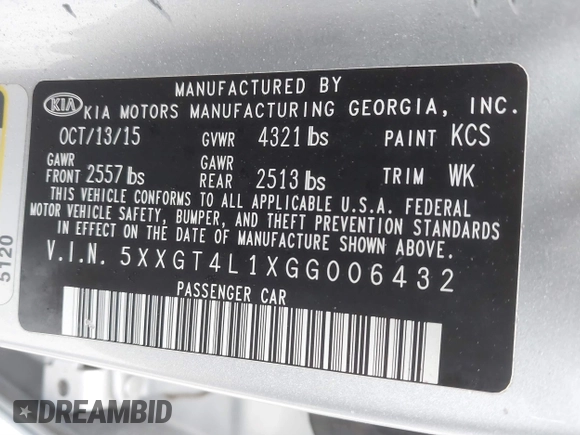 MANUFACTURED BY
KIA KIA MOTORS MANUFACTURING GEORGIA, INC.
OCT/13/15 GVWR 4321 lbs PAINT KCS
GAWR FRONT 2557 lbs GAWR REAR 2513 lbs TRIM WK
THIS VEHICLE CONFORMS TO ALL APPLICABLE U.S.A. FEDERAL
MOTOR VEHICLE SAFETY, BUMPER, AND THEFT PREVENTION STANDARDS
IN EFFECT ON THE DATE OF MANUFACTURE SHOWN ABOVE.
V.I.N. 5XXGT4L1XGG006432
PASSENGER CAR
5120
DREAMBID